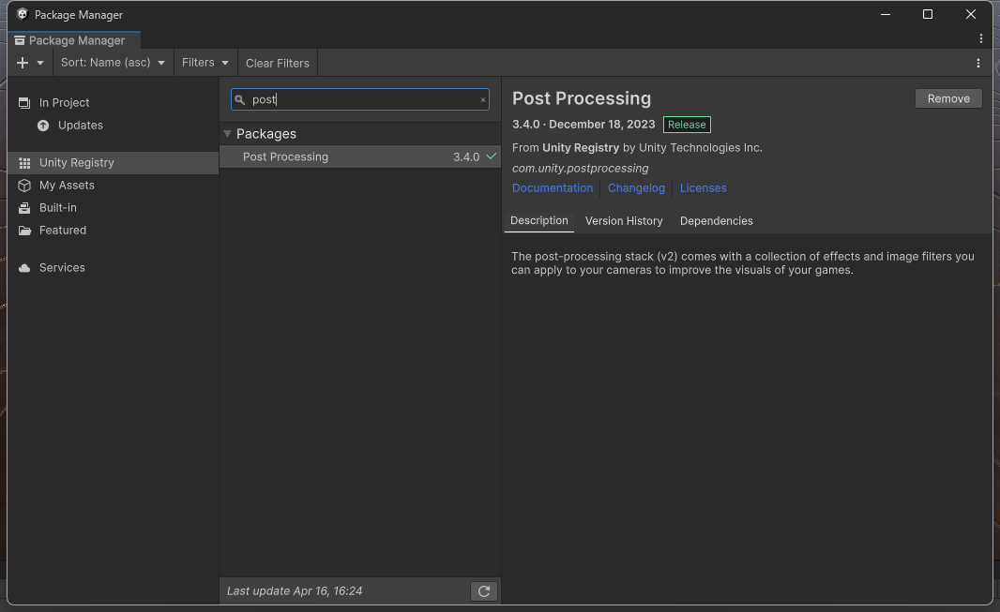 Package Manager
Package Manager
Sort: Name (asc) Filters Clear Filters
In Project
Updates
Unity Registry
My Assets
Built-in
Featured
Services
post
Packages
Post Processing 3.4.0
Last update Apr 16, 16:24
Post Processing
Remove
3.4.0 · December 18, 2023 Release
From Unity Registry by Unity Technologies Inc.
com.unity.postprocessing
Documentation Changelog Licenses
Description Version History Dependencies
The post-processing stack (v2) comes with a collection of effects and image filters you
can apply to your cameras to improve the visuals of your games.